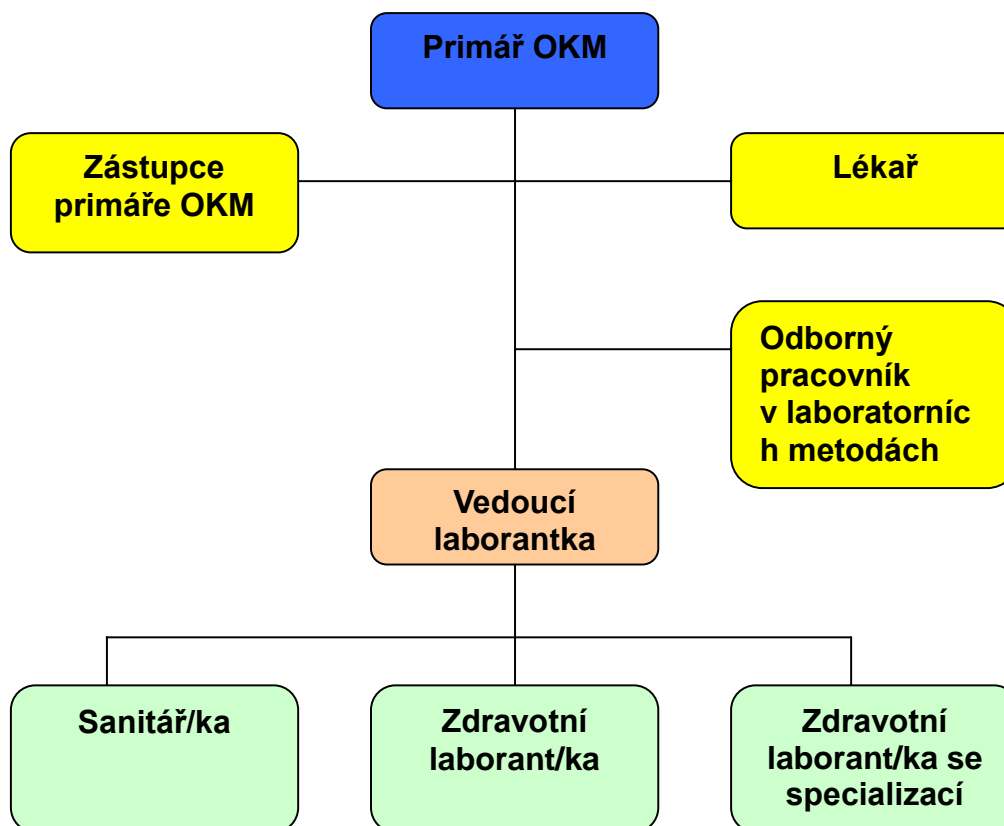 Primář OKM
Zástupce
primáře OKM
Lékař
Odborný
pracovník
v laboratorníc
h metodách
Vedoucí
laborantka
Sanitář/ka
Zdravotní
laborant/ka
Zdravotní
laborant/ka se
specializací